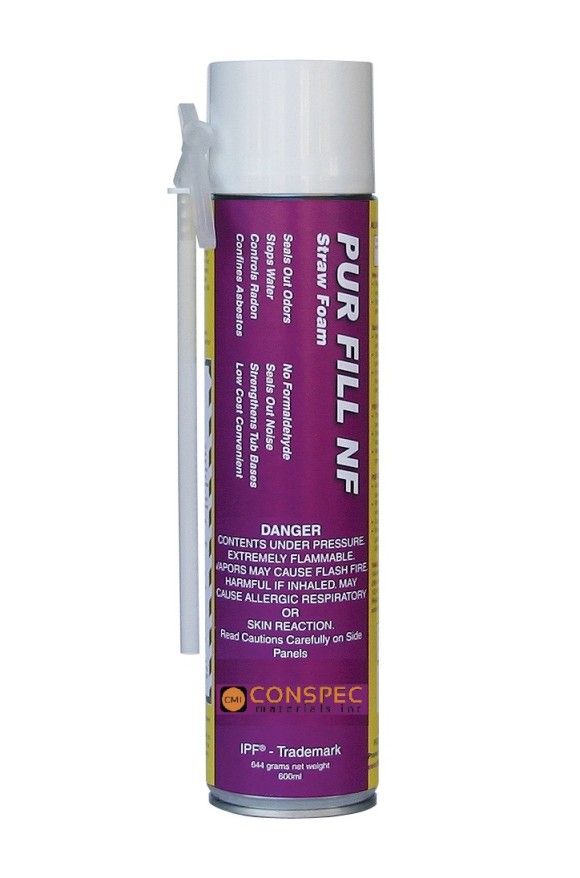 PUR FILL NF
Straw Foam
Seals Out Odors
Stops Water
Controls Radon
Confines Asbestos
No Formaldehyde
Seals Out Noise
Strengthens Tub Bases
Low Cost Convenient
DANGER
CONTENTS UNDER PRESSURE.
EXTREMELY FLAMMABLE.
VAPORS MAY CAUSE FLASH FIRE
HARMFUL IF INHALED. MAY
CAUSE ALLERGIC RESPIRATORY
OR
SKIN REACTION.
Read Cautions Carefully on Side
Panels
CMI CONSPEC
materials inc
IPF® - Trademark
644 grams net weight
600ml